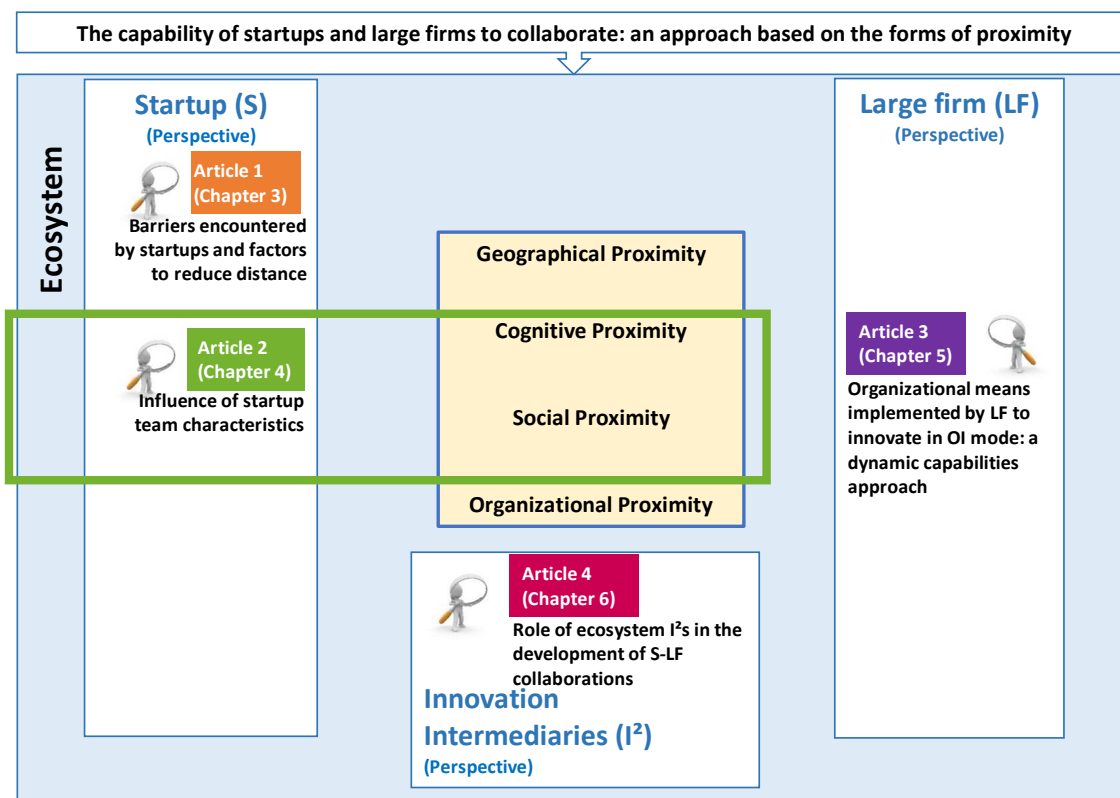 The capability of startups and large firms to collaborate: an approach based on the forms of proximity
Ecosystem
Startup (S)
(Perspective)
Article 1
(Chapter 3)
Barriers encountered
by startups and factors
to reduce distance
Article 2
(Chapter 4)
Influence of startup
team characteristics
Geographical Proximity
Cognitive Proximity
Social Proximity
Organizational Proximity
Large firm (LF)
(Perspective)
Article 3
(Chapter 5)
Organizational means
implemented by LF to
innovate in OI mode: a
dynamic capabilities
approach
Article 4
(Chapter 6)
Role of ecosystem I²s in the
development of S-LF
collaborations
Innovation
Intermediaries (I²)
(Perspective)